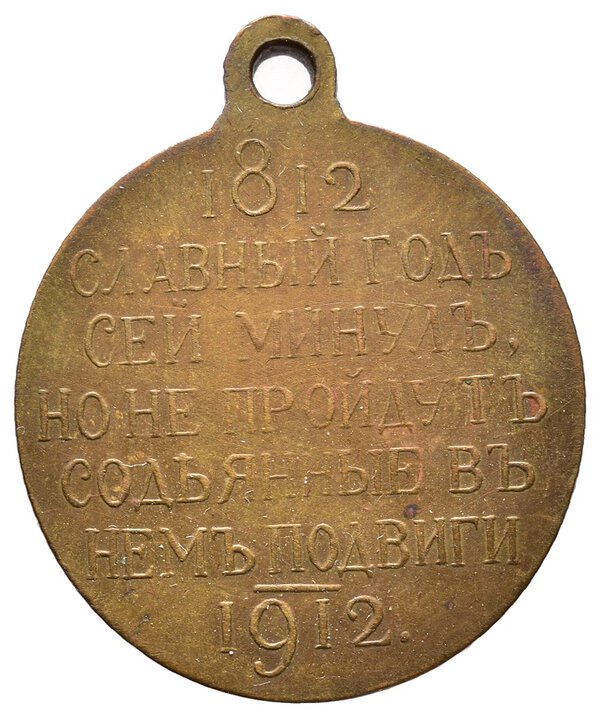 1812
СЛАВНЫЙ ГОДЪ
СЕЙ МИНУЛЪ,
НО НЕ ПРОЙДУТЪ
СОДѢЯННЫЕ ВЪ
НЕМЪ ПОДВИГИ
1912.